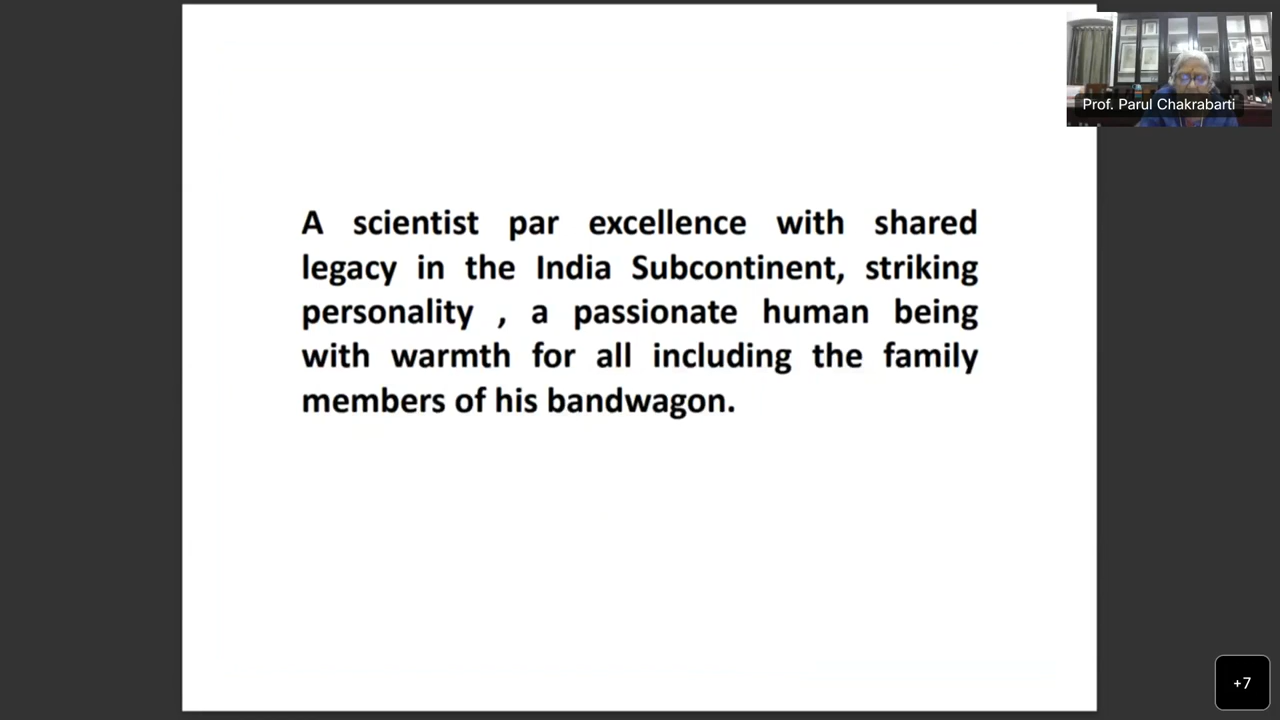 Prof. Parul Chakrabarti
A scientist par excellence with shared
legacy in the India Subcontinent, striking
personality , a passionate human being
with warmth for all including the family
members of his bandwagon.
+7